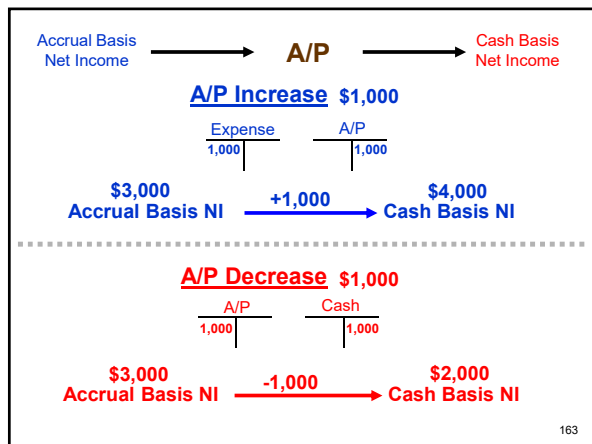 Accrual Basis
Net Income
A/P
Cash Basis
Net Income
A/P Increase $1,000
Expense A/P
1,000 1,000
$3,000
Accrual Basis NI
+1,000
$4,000
Cash Basis NI
A/P Decrease $1,000
A/P Cash
1,000 1,000
$3,000
Accrual Basis NI
-1,000
$2,000
Cash Basis NI
163